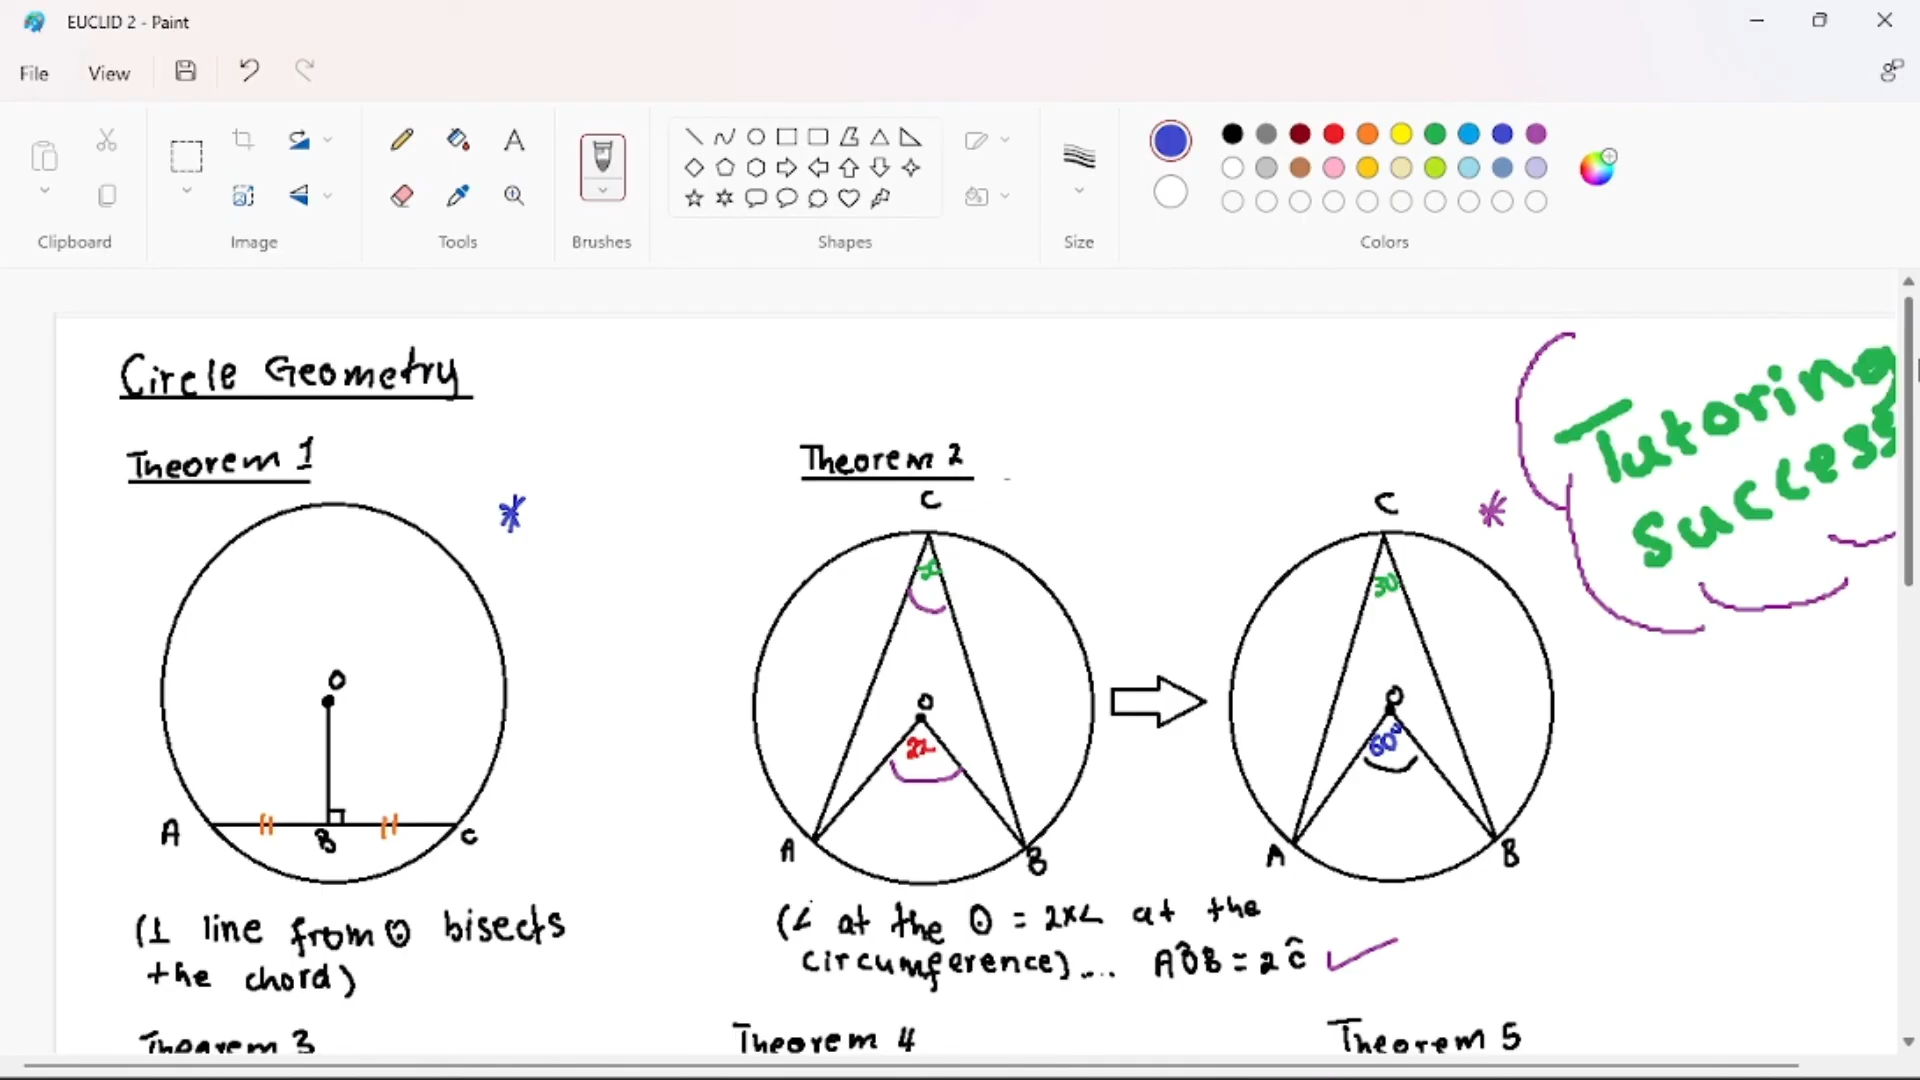 EUCLID 2 - Paint
File
View
Clipboard
Image
Tools
Brushes
Shapes
Size
Colors
Circle Geometry
Tutoring
success
Theorem 1
Theorem 2
O
A
B
C
C
x
O
2x
A
B
C
30
O
60°
A
B
(⊥ line from ⊙ bisects
the chord)
(∠ at the ⊙ = 2x∠ at the
circumference)... AÔB = 2Ĉ
Theorem 3
Theorem 4
Theorem 5